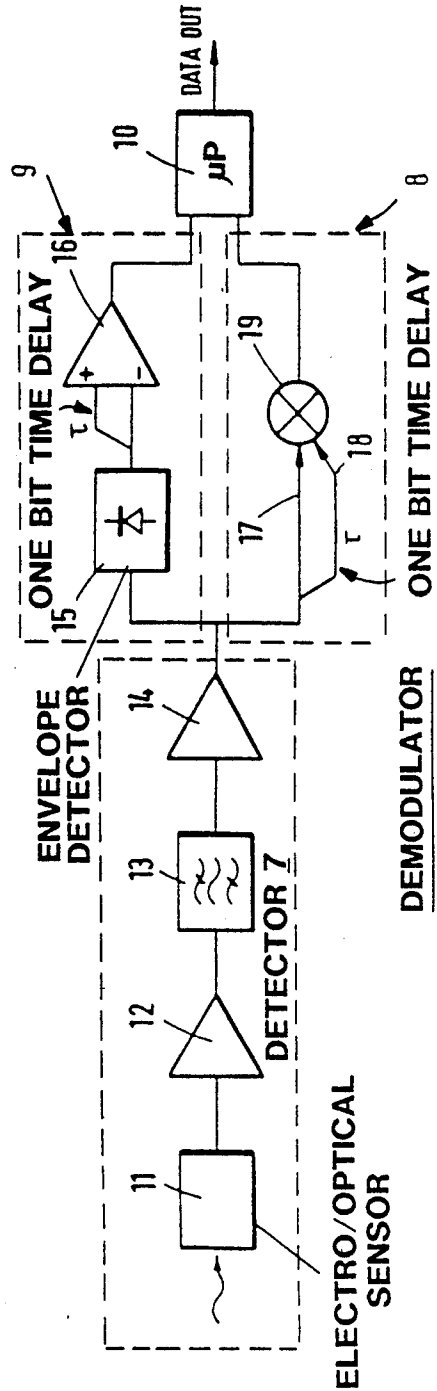 9
ONE BIT TIME DELAY
16
15
τ
+
-
10
μP
DATA OUT
ENVELOPE
DETECTOR
14
13
12
11
DETECTOR 7
ELECTRO/OPTICAL
SENSOR
17
19
18
τ
8
ONE BIT TIME DELAY
DEMODULATOR